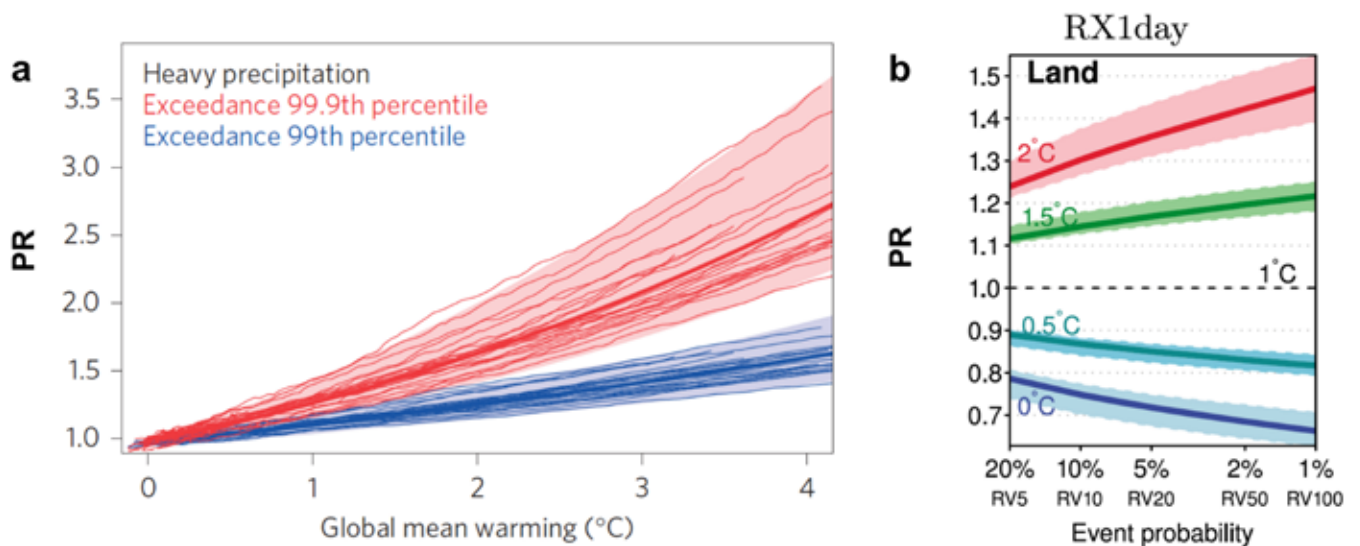 a
Heavy precipitation
Exceedance 99.9th percentile
Exceedance 99th percentile
PR
3.5
3.0
2.5
2.0
1.5
1.0
0 1 2 3 4
Global mean warming (°C)
RX1day
b
Land
PR
1.5
1.4
1.3
1.2
1.1
1.0
0.9
0.8
0.7
2°C
1.5°C
1°C
0.5°C
0°C
20% 10% 5% 2% 1%
RV5 RV10 RV20 RV50 RV100
Event probability